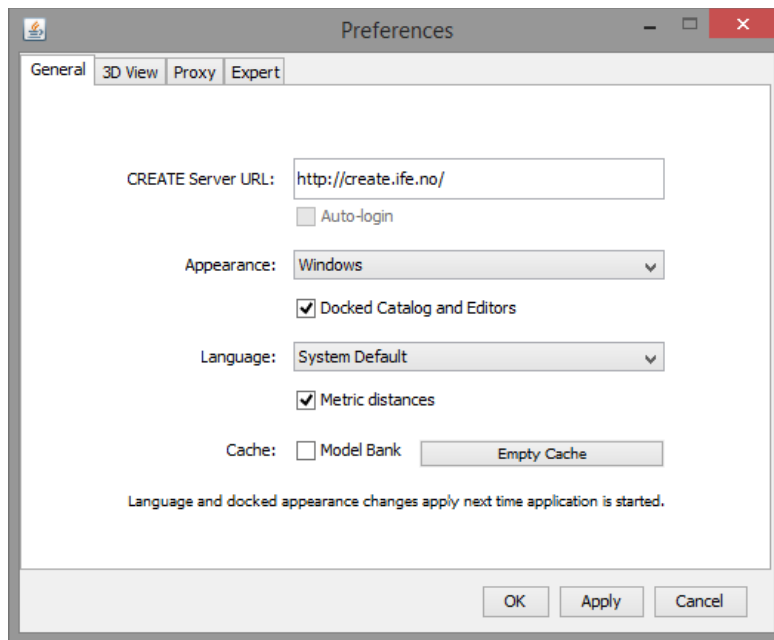 Preferences
General 3D View Proxy Expert
CREATE Server URL: http://create.ife.no/
Auto-login
Appearance: Windows
Docked Catalog and Editors
Language: System Default
Metric distances
Cache: Model Bank Empty Cache
Language and docked appearance changes apply next time application is started.
OK Apply Cancel